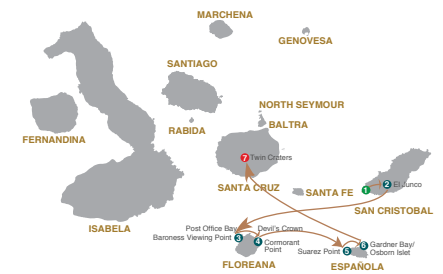 MARCHENA
GENOVESA
SANTIAGO
NORTH SEYMOUR
BALTRA
RABIDA
FERNANDINA
7 Twin Craters
SANTA CRUZ
SANTA FE
1
2 El Junco
SAN CRISTOBAL
ISABELA
Post Office Bay
Baroness Viewing Point 3
Devil's Crown
4 Cormorant
Point
FLOREANA
Suarez Point 5
6 Gardner Bay/
Osborn Islet
ESPAÑOLA